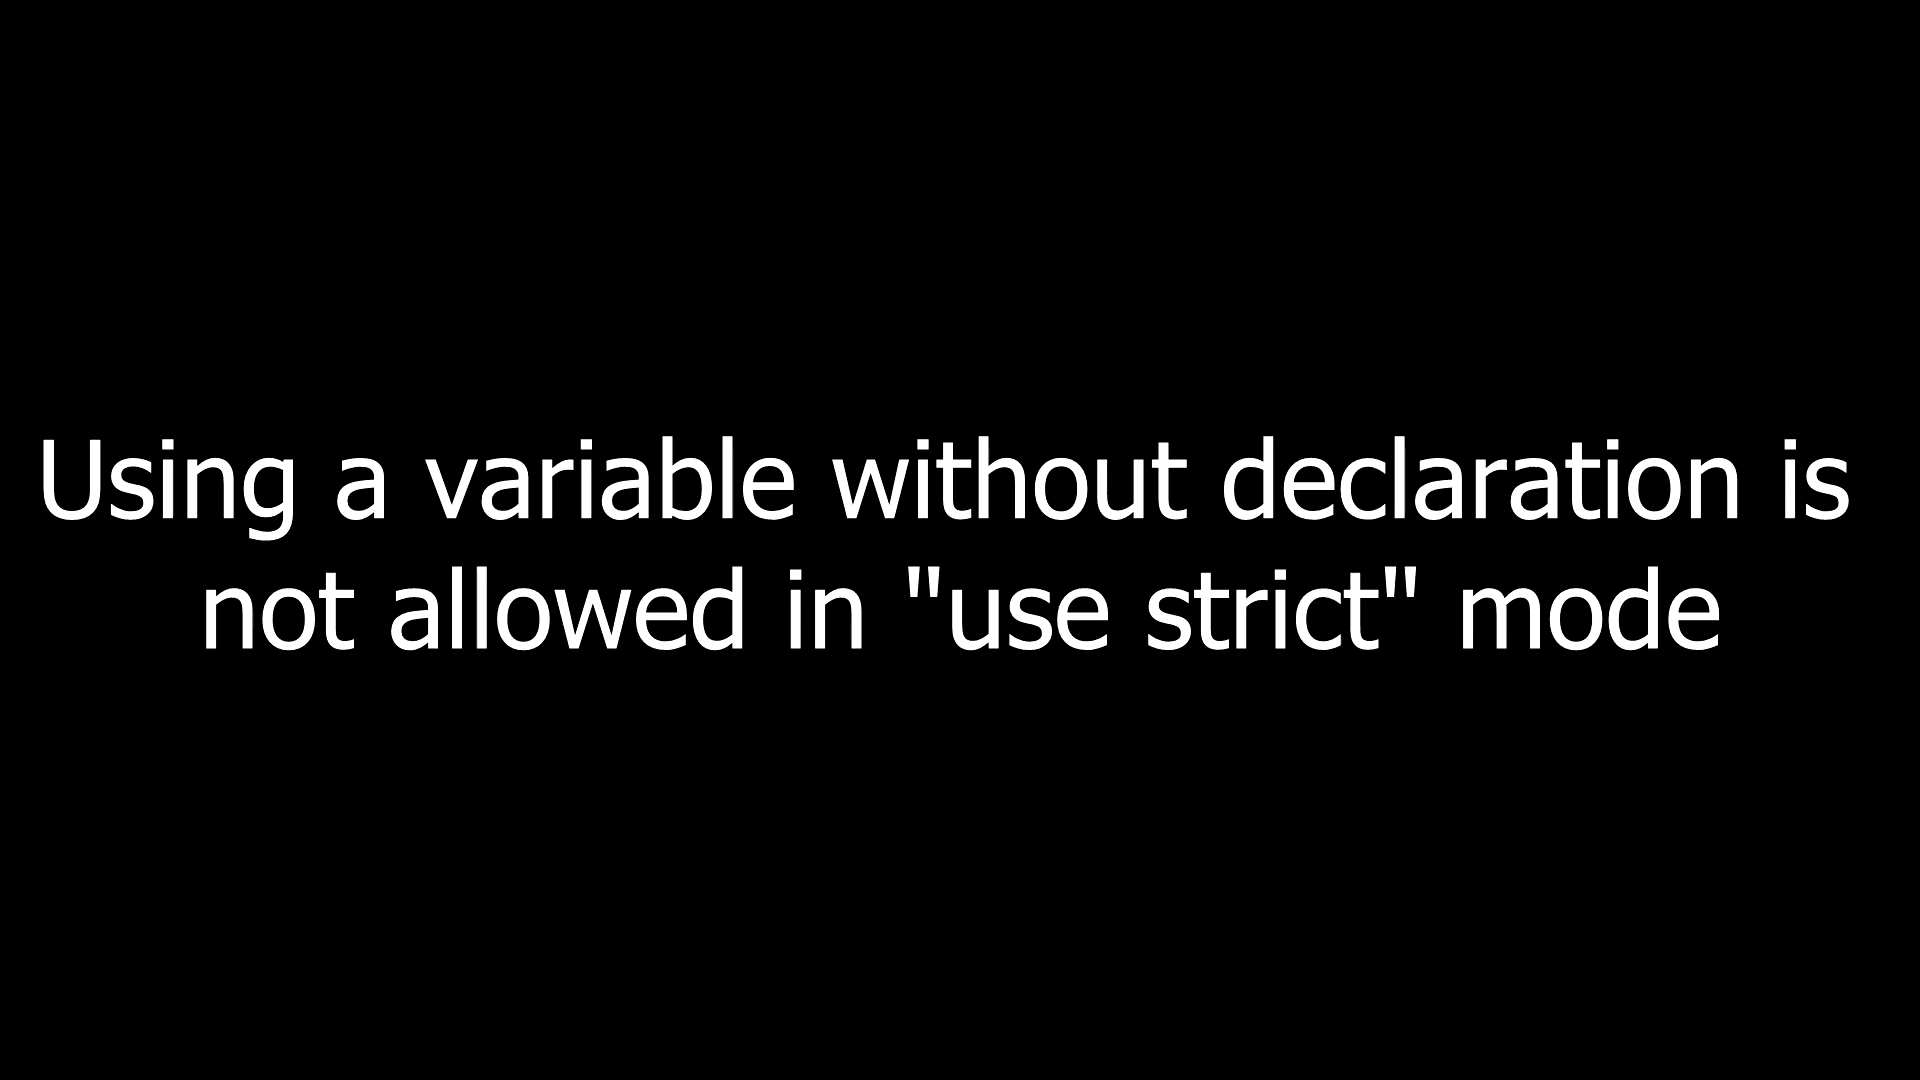 Using a variable without declaration is
not allowed in "use strict" mode